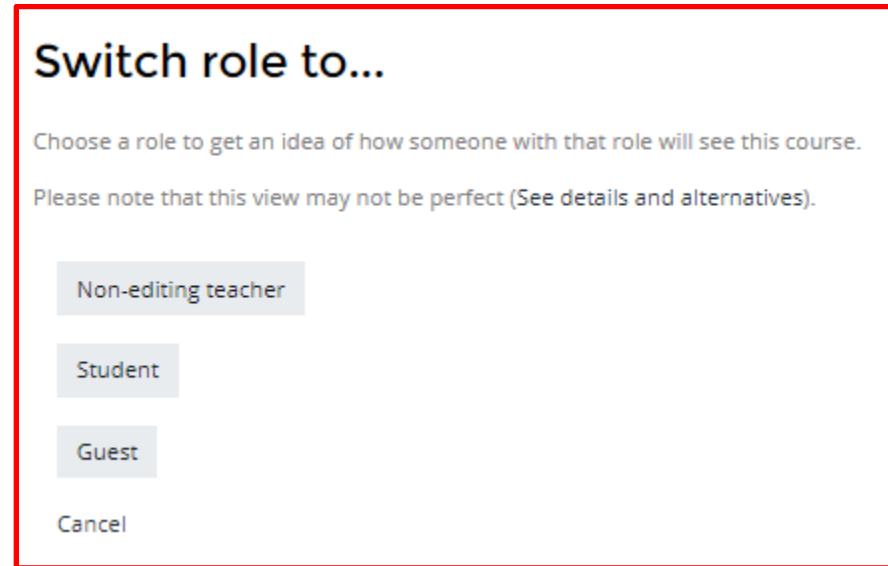 Switch role to...
Choose a role to get an idea of how someone with that role will see this course.
Please note that this view may not be perfect (See details and alternatives).
Non-editing teacher
Student
Guest
Cancel